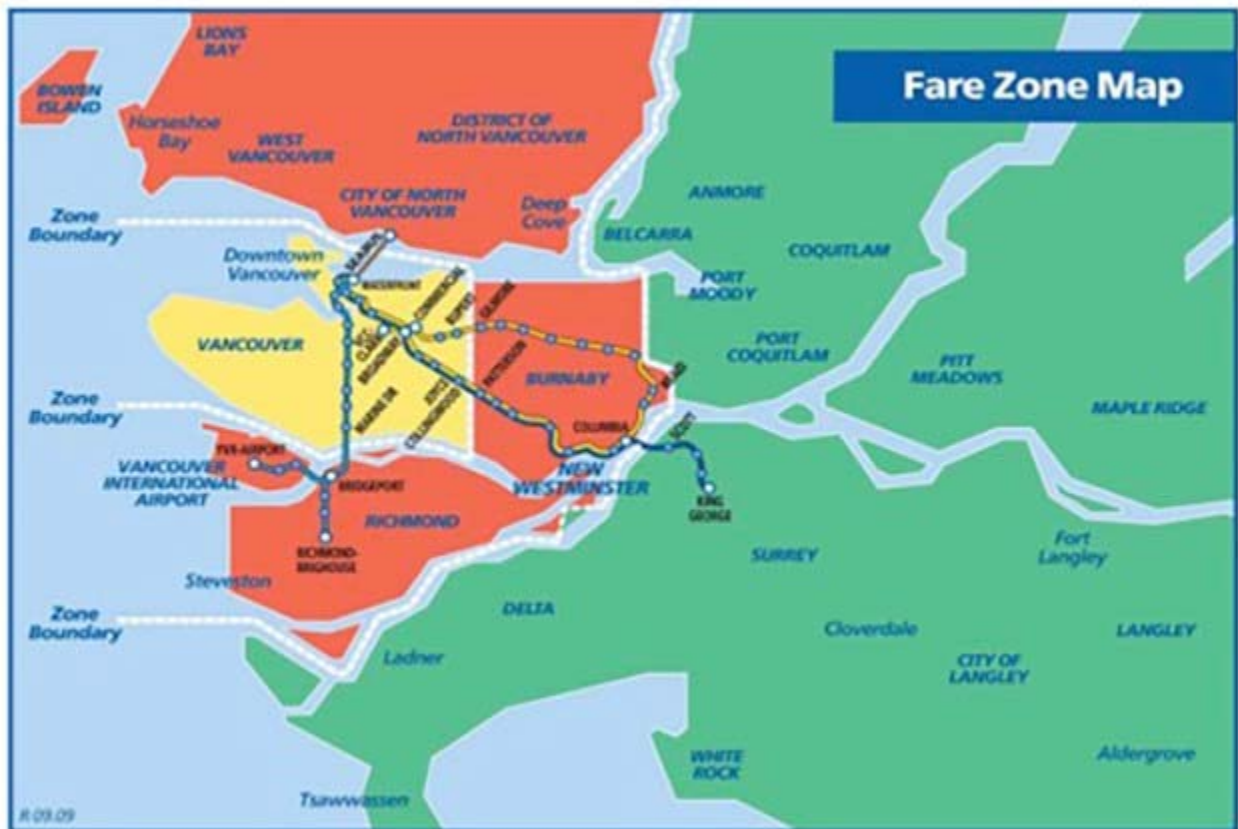 LIONS
BAY
Fare Zone Map
BOWEN
ISLAND
Horseshoe
Bay
WEST
VANCOUVER
DISTRICT OF
NORTH VANCOUVER
CITY OF NORTH
VANCOUVER
Deep
Cove
ANMORE
Zone
Boundary
BELCARRA
COQUITLAM
Downtown
Vancouver
SEABUS
WATERFRONT
PORT
MOODY
COMMERCIAL
RUPERT
GILMORE
VANCOUVER
VCC
CLARK
BROADWAY
PATTERSON
BURNABY
BRAID
PORT
COQUITLAM
PITT
MEADOWS
MAPLE RIDGE
Zone
Boundary
MARINE DR
JOYCE
COLLINGWOOD
COLUMBIA
SCOTT
YVR-AIRPORT
VANCOUVER
INTERNATIONAL
AIRPORT
BRIDGEPORT
NEW
WESTMINSTER
KING
GEORGE
RICHMOND
RICHMOND-
BRIGHOUSE
SURREY
Fort
Langley
Steveston
Zone
Boundary
DELTA
Cloverdale
LANGLEY
Ladner
CITY OF
LANGLEY
WHITE
ROCK
Aldergrove
Tsawwassen
R 09.09